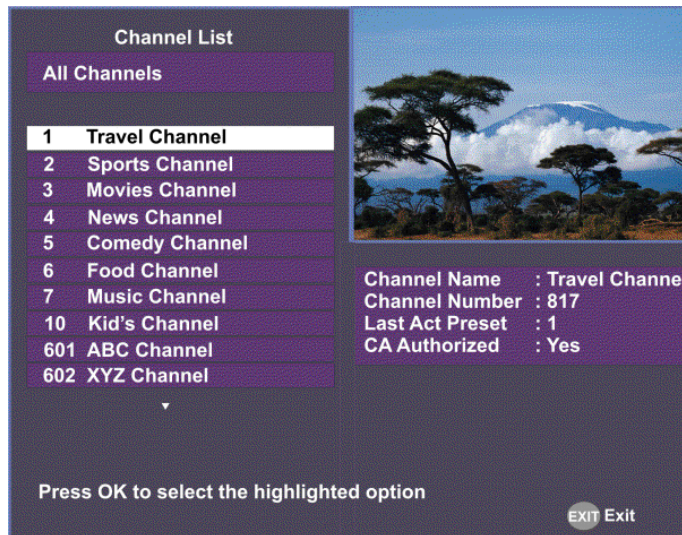 Channel List
All Channels
1 Travel Channel
2 Sports Channel
3 Movies Channel
4 News Channel
5 Comedy Channel
6 Food Channel
7 Music Channel
10 Kid's Channel
601 ABC Channel
602 XYZ Channel
Channel Name : Travel Channe
Channel Number : 817
Last Act Preset : 1
CA Authorized : Yes
Press OK to select the highlighted option
EXIT Exit